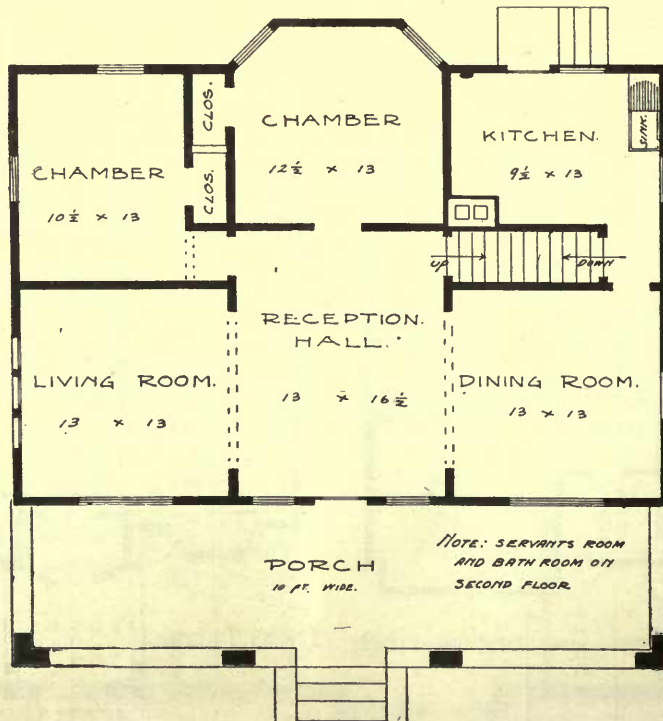 CLOS.
CHAMBER
12½ × 13
KITCHEN.
9½ × 13
SINK.
CHAMBER
10½ × 13
CLOS.
UP
DOWN
RECEPTION.
HALL.
13 × 16½
LIVING ROOM.
13 × 13
DINING ROOM.
13 × 13
PORCH
10 FT. WIDE.
NOTE: SERVANTS ROOM
AND BATH ROOM ON
SECOND FLOOR